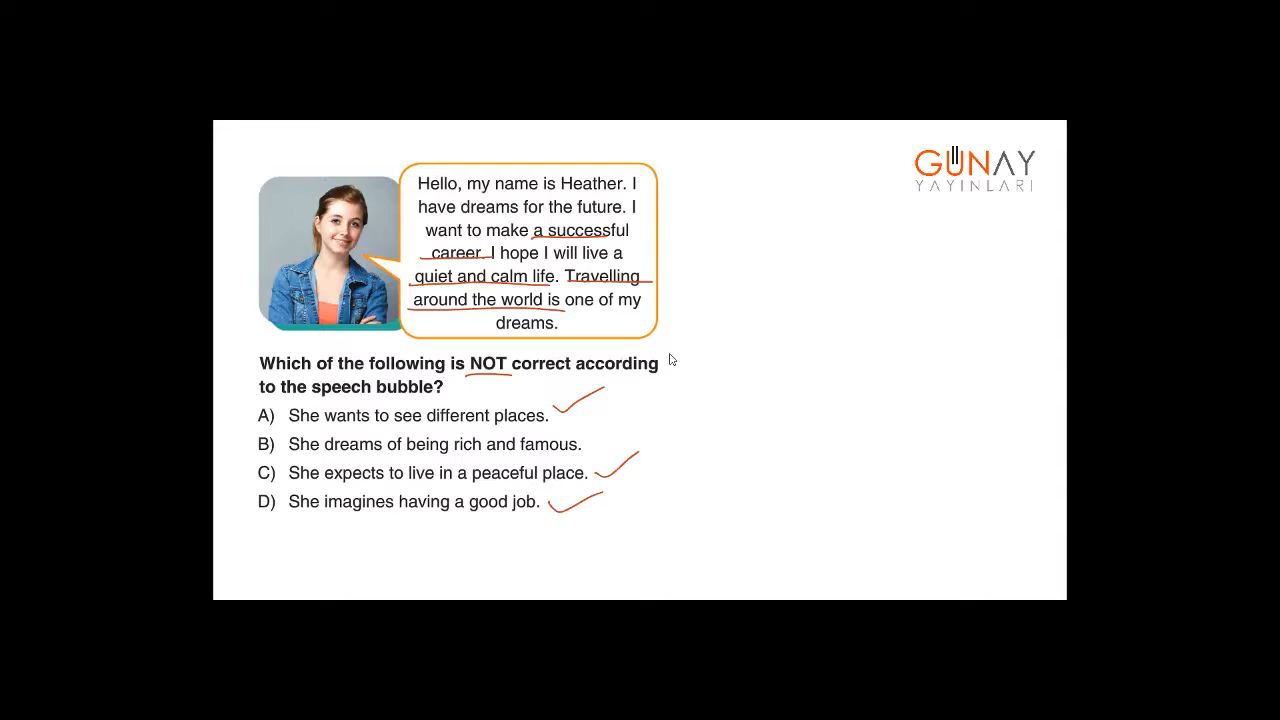 GÜNAY
YAYINLARI
Hello, my name is Heather. I
have dreams for the future. I
want to make a successful
career. I hope I will live a
quiet and calm life. Travelling
around the world is one of my
dreams.
Which of the following is NOT correct according
to the speech bubble?
A) She wants to see different places.
B) She dreams of being rich and famous.
C) She expects to live in a peaceful place.
D) She imagines having a good job.